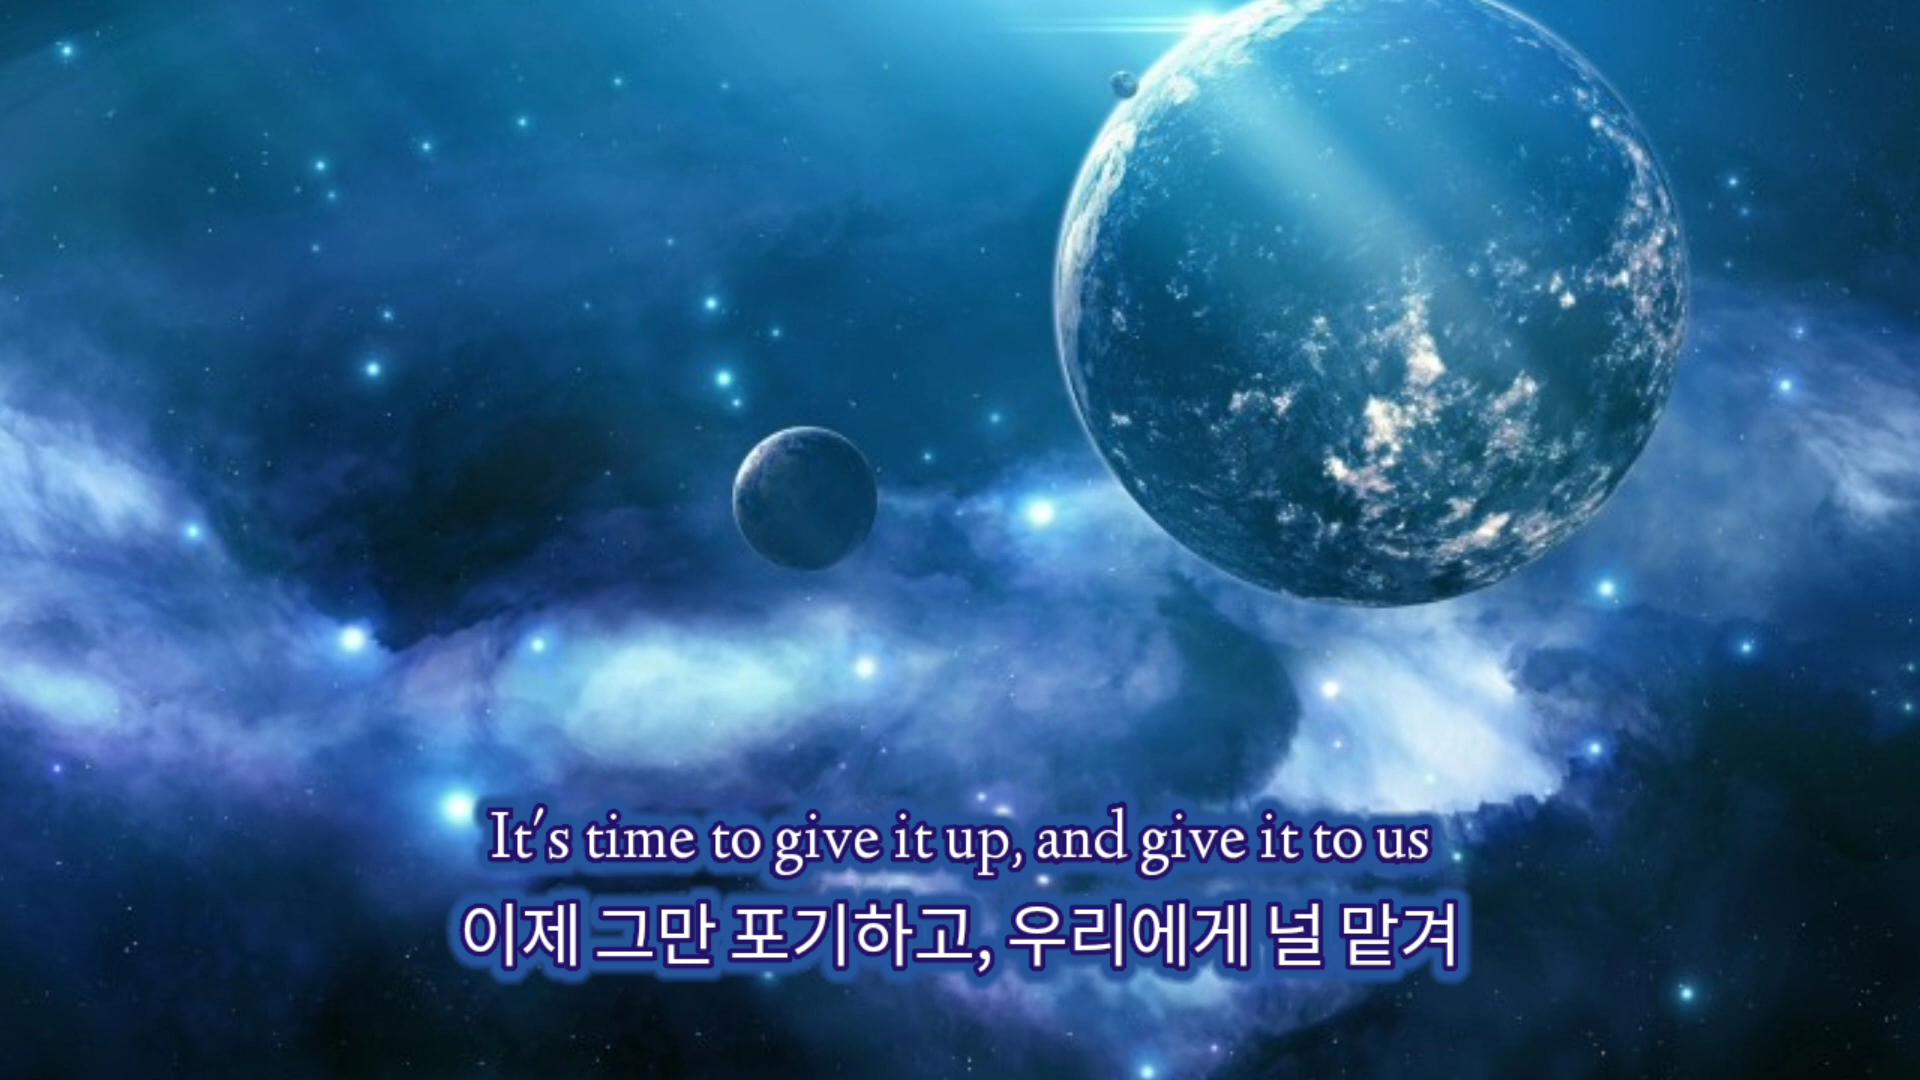 It's time to give it up, and give it to us
이제 그만 포기하고, 우리에게 널 맡겨